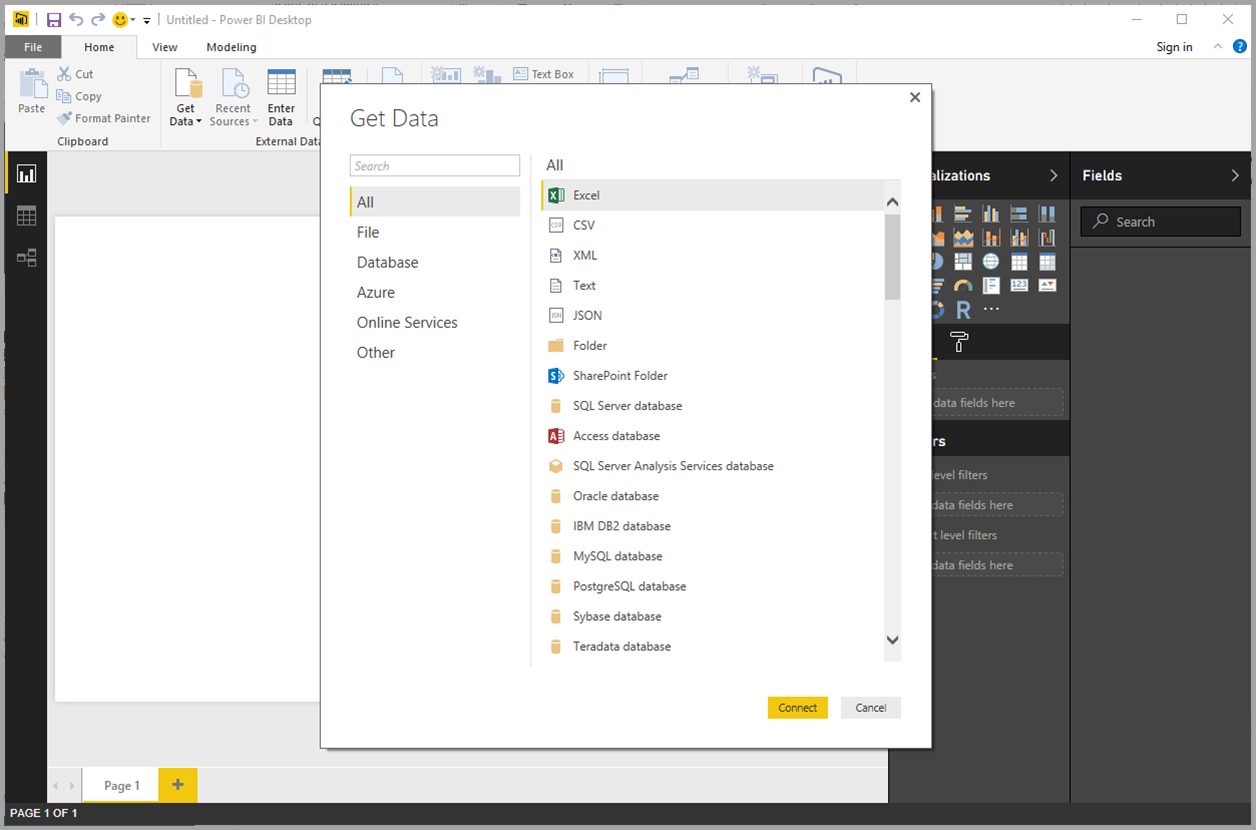 Untitled - Power BI Desktop
File Home View Modeling Sign in
Paste
Cut
Copy
Format Painter
Clipboard
Get Data
Recent Sources
Enter Data
External Data
Text Box
Get Data
Search
All
File
Database
Azure
Online Services
Other
All
Excel
CSV
XML
Text
JSON
Folder
SharePoint Folder
SQL Server database
Access database
SQL Server Analysis Services database
Oracle database
IBM DB2 database
MySQL database
PostgreSQL database
Sybase database
Teradata database
Connect Cancel
alizations
R
123
data fields here
rs
level filters
data fields here
t level filters
data fields here
Fields
Search
Page 1
PAGE 1 OF 1